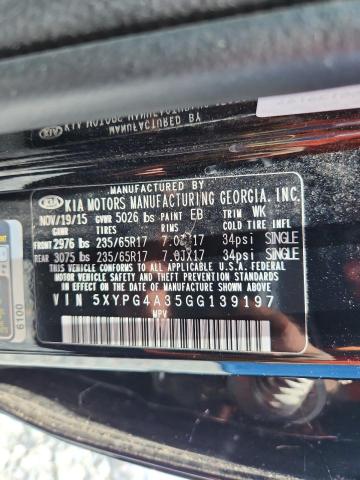 MANUFACTURED BY
KIA MOTORS MANUFACTURING GEORGIA, INC.
NOV/19/15 GVWR 5026 lbs PAINT EB TRIM WK
GVWR TIRES RIMS COLD TIRE INFL
FRONT 2976 lbs 235/65R17 34psi SINGLE
REAR 3075 lbs 235/65R17 7.0JX17 34psi SINGLE
THIS VEHICLE CONFORMS TO ALL APPLICABLE FEDERAL
MOTOR VEHICLE SAFETY AND THEFT PREVENTION STANDARDS
IN EFFECT ON THE DATE OF MANUFACTURE SHOWN ABOVE.
VIN 5XYPG4A35GG139197
MPV
6100